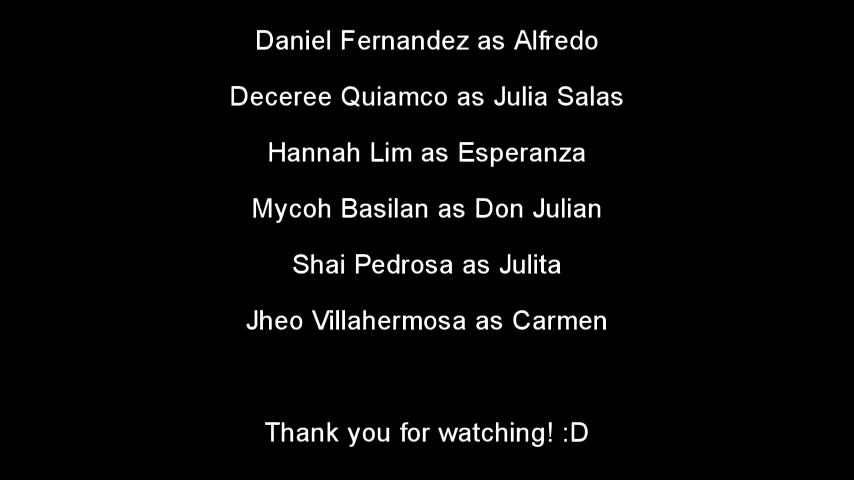 Daniel Fernandez as Alfredo
Deceree Quiamco as Julia Salas
Hannah Lim as Esperanza
Mycoh Basilan as Don Julian
Shai Pedrosa as Julita
Jheo Villahermosa as Carmen
Thank you for watching! :D